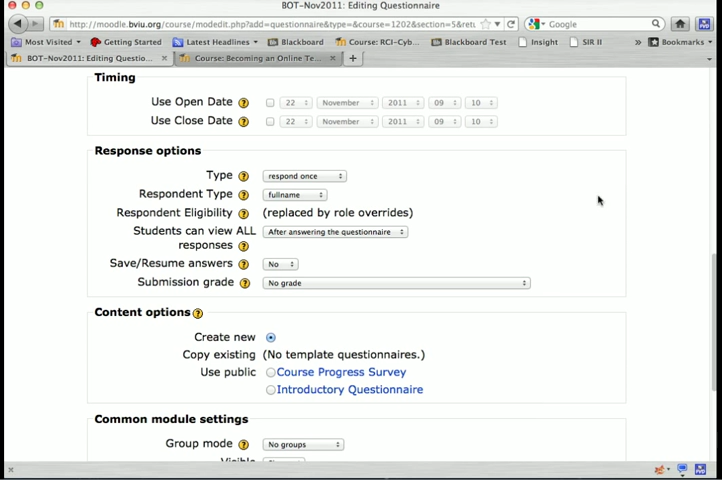 BOT-Nov2011: Editing Questionnaire
http://moodle.bviu.org/course/modedit.php?add=questionnaire&type=&course=1202&section=5&retu
Google
Most Visited Getting Started Latest Headlines Blackboard Course: RCI-Cyb... Blackboard Test Insight SIR II » Bookmarks
BOT-Nov2011: Editing Questio... × Course: Becoming an Online Te... × +
Timing
Use Open Date ? 22 November 2011 09 10
Use Close Date ? 22 November 2011 09 10
Response options
Type ? respond once
Respondent Type ? fullname
Respondent Eligibility ? (replaced by role overrides)
Students can view ALL After answering the questionnaire
responses ?
Save/Resume answers ? No
Submission grade ? No grade
Content options ?
Create new
Copy existing (No template questionnaires.)
Use public Course Progress Survey
Introductory Questionnaire
Common module settings
Group mode ? No groups